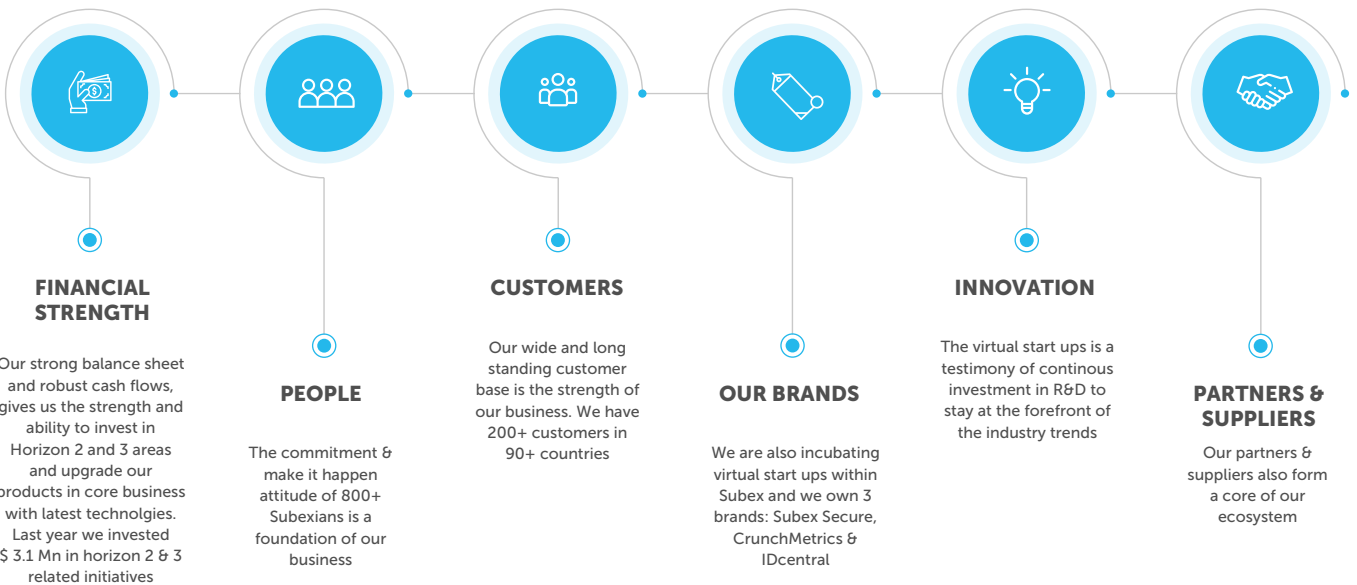 FINANCIAL
STRENGTH
Our strong balance sheet
and robust cash flows,
gives us the strength and
ability to invest in
Horizon 2 and 3 areas
and upgrade our
products in core business
with latest technolgies.
Last year we invested
$ 3.1 Mn in horizon 2 & 3
related initiatives
PEOPLE
The commitment &
make it happen
attitude of 800+
Subexians is a
foundation of our
business
CUSTOMERS
Our wide and long
standing customer
base is the strength of
our business. We have
200+ customers in
90+ countries
OUR BRANDS
We are also incubating
virtual start ups within
Subex and we own 3
brands: Subex Secure,
CrunchMetrics &
IDcentral
INNOVATION
The virtual start ups is a
testimony of continous
investment in R&D to
stay at the forefront of
the industry trends
PARTNERS &
SUPPLIERS
Our partners &
suppliers also form
a core of our
ecosystem